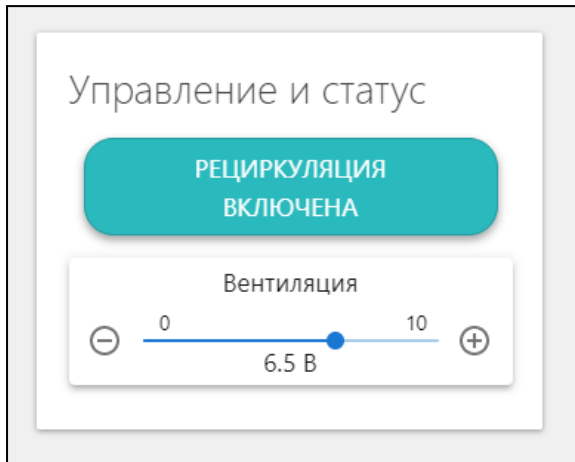 Управление и статус
РЕЦИРКУЛЯЦИЯ
ВКЛЮЧЕНА
Вентиляция
0 10
6.5 В